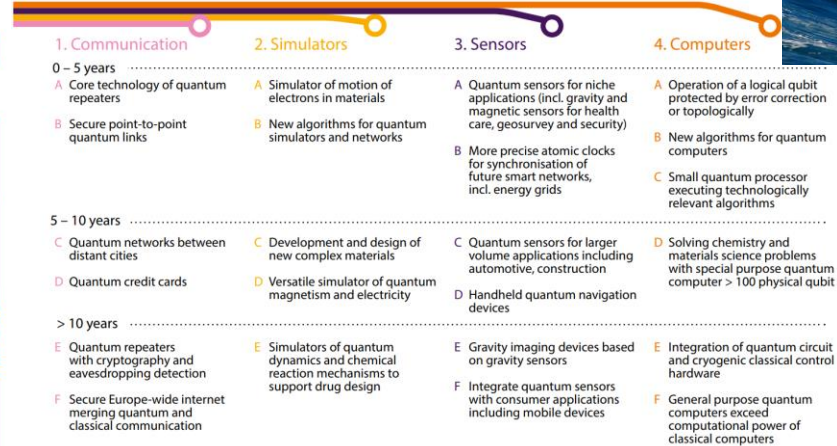 1. Communication
2. Simulators
3. Sensors
4. Computers
0 – 5 years
A Core technology of quantum
repeaters
B Secure point-to-point
quantum links
A Simulator of motion of
electrons in materials
B New algorithms for quantum
simulators and networks
A Quantum sensors for niche
applications (incl. gravity and
magnetic sensors for health
care, geosurvey and security)
B More precise atomic clocks
for synchronisation of
future smart networks,
incl. energy grids
A Operation of a logical qubit
protected by error correction
or topologically
B New algorithms for quantum
computers
C Small quantum processor
executing technologically
relevant algorithms
5 – 10 years
C Quantum networks between
distant cities
D Quantum credit cards
C Development and design of
new complex materials
D Versatile simulator of quantum
magnetism and electricity
C Quantum sensors for larger
volume applications including
automotive, construction
D Handheld quantum navigation
devices
D Solving chemistry and
materials science problems
with special purpose quantum
computer > 100 physical qubit
> 10 years
E Quantum repeaters
with cryptography and
eavesdropping detection
F Secure Europe-wide internet
merging quantum and
classical communication
E Simulators of quantum
dynamics and chemical
reaction mechanisms to
support drug design
E Gravity imaging devices based
on gravity sensors
F Integrate quantum sensors
with consumer applications
including mobile devices
E Integration of quantum circuit
and cryogenic classical control
hardware
F General purpose quantum
computers exceed
computational power of
classical computers